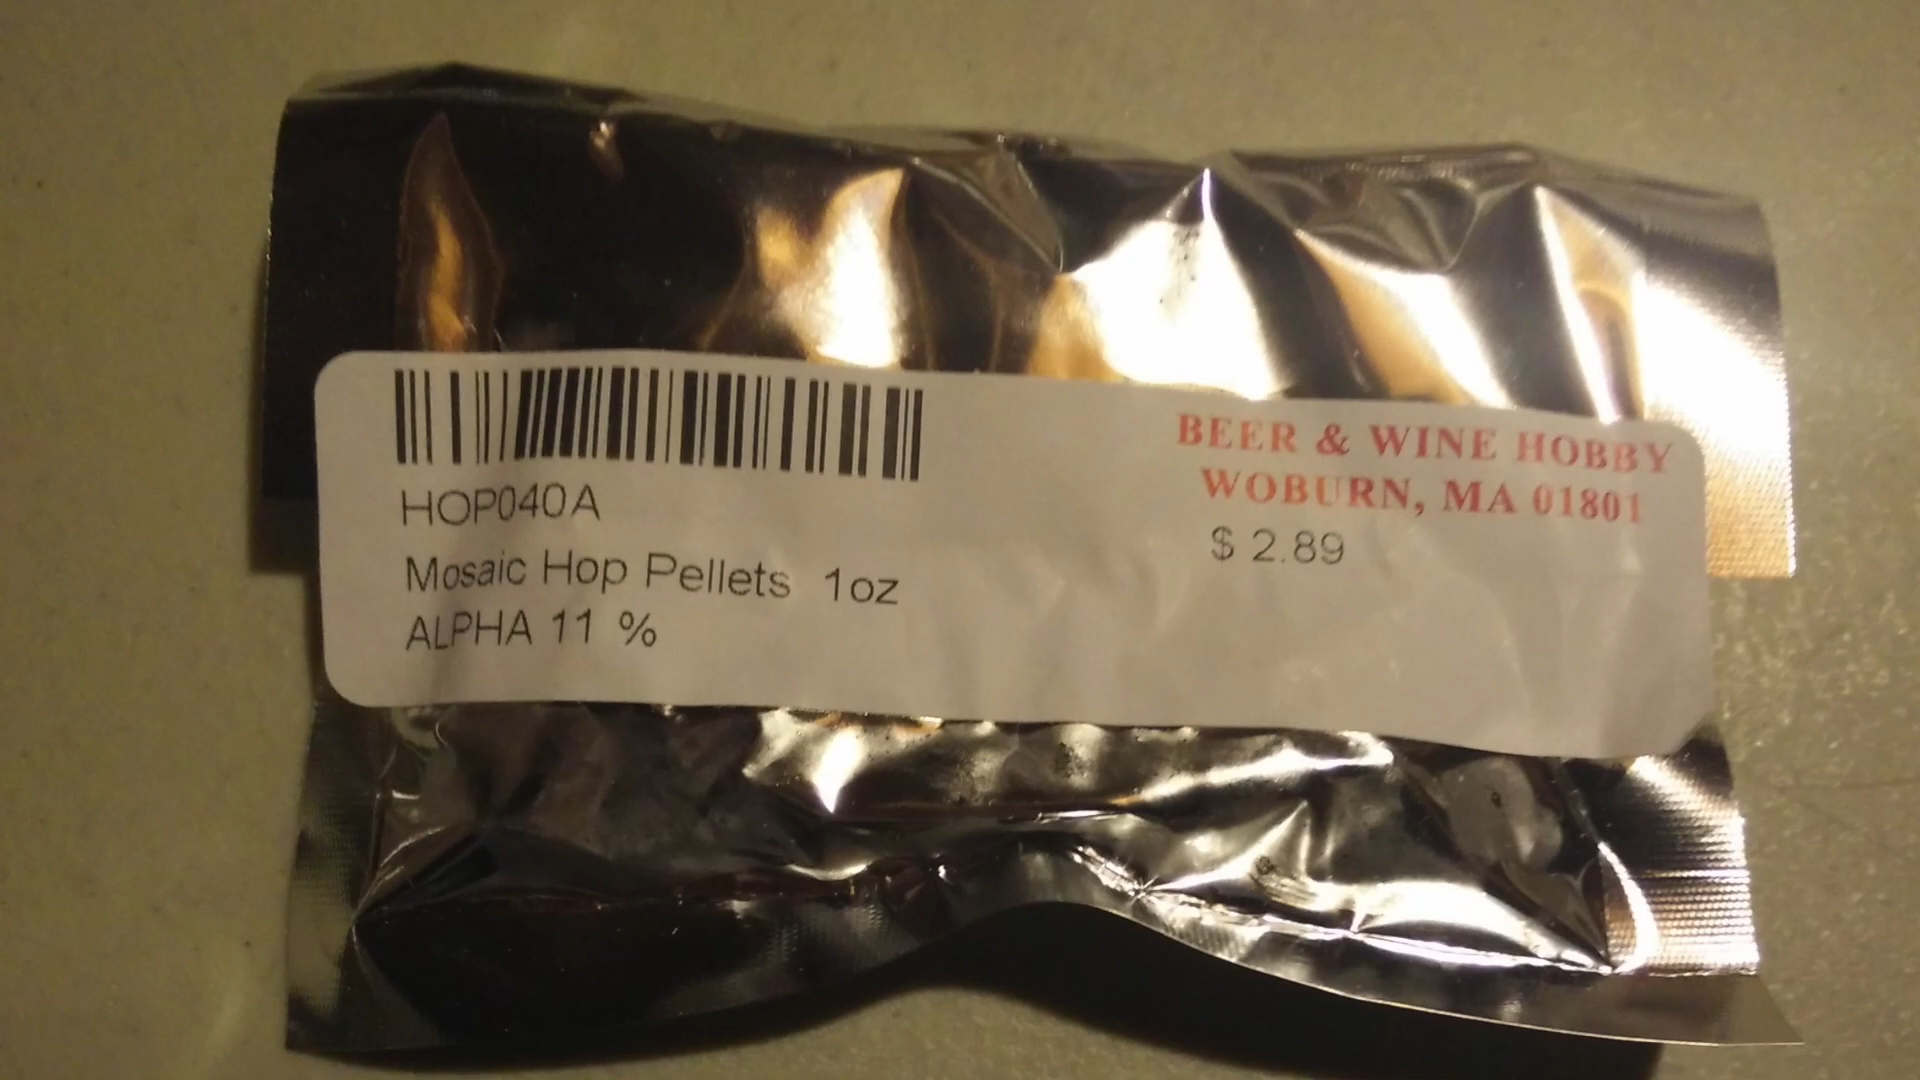 HOP040A
Mosaic Hop Pellets 1oz
ALPHA 11 %
BEER & WINE HOBBY
WOBURN, MA 01801
$ 2.89